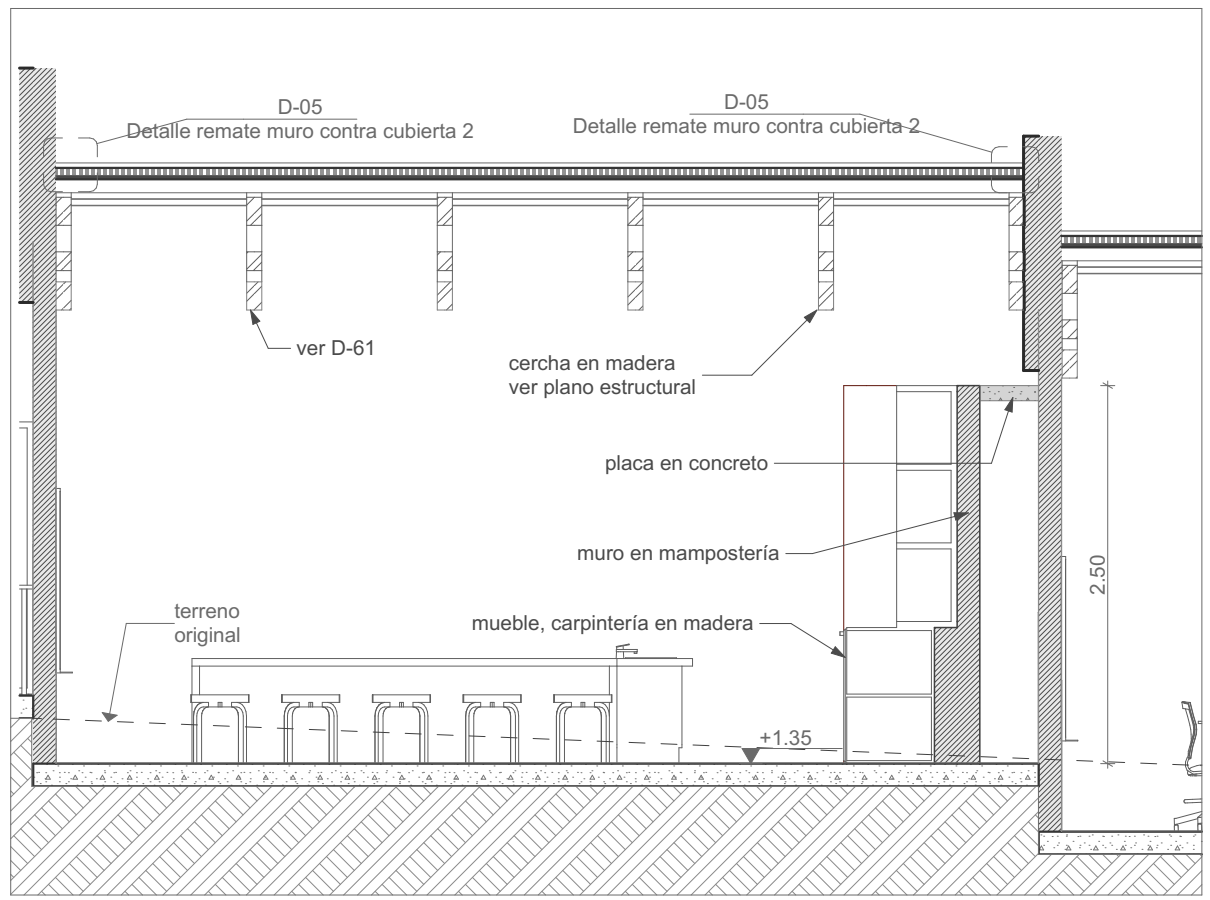 D-05
Detalle remate muro contra cubierta 2
D-05
Detalle remate muro contra cubierta 2
ver D-61
cercha en madera
ver plano estructural
placa en concreto
muro en mampostería
2.50
terreno
original
mueble, carpintería en madera
+1.35